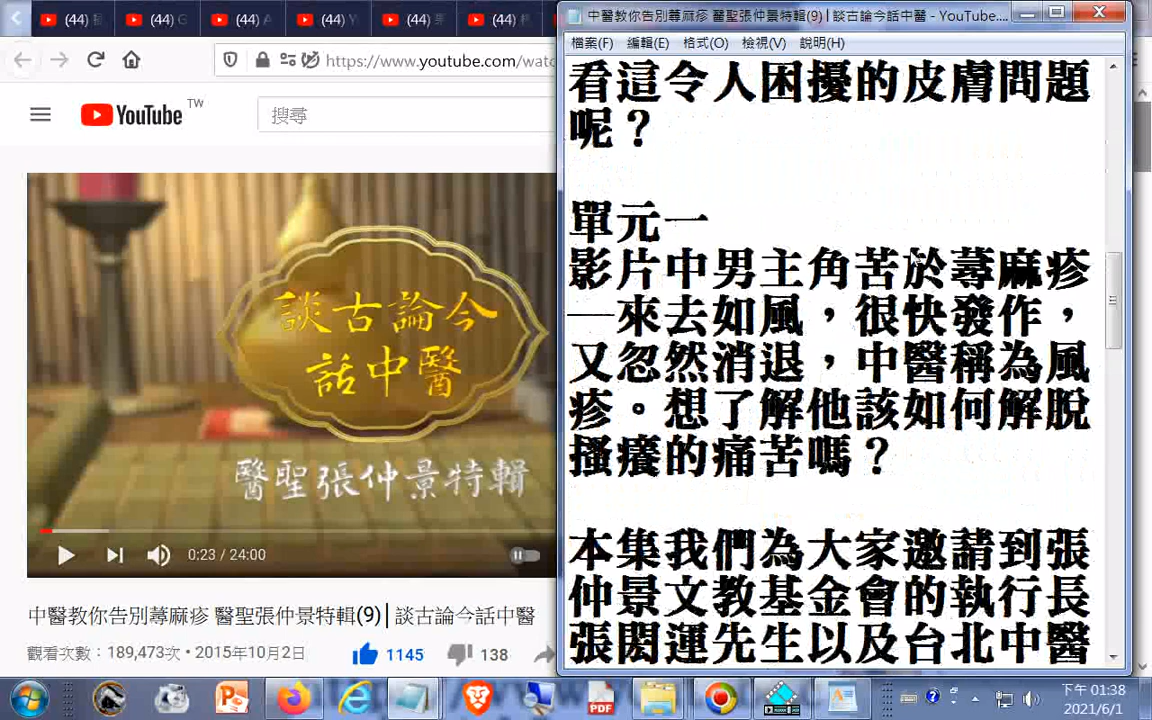 (44)
(44) G
(44) A
(44) Y
(44)
(44)
中醫教你告別蕁麻疹 醫聖張仲景特輯(9) | 談古論今話中醫 - YouTube....
檔案(F) 編輯(E) 格式(O) 檢視(V) 說明(H)
https://www.youtube.com/watc
YouTube TW
搜尋
談古論今
話中醫
醫聖張仲景特輯
0:23 / 24:00
中醫教你告別蕁麻疹 醫聖張仲景特輯(9)│談古論今話中醫
觀看次數：189,473次 • 2015年10月2日
1145
138
看這令人困擾的皮膚問題
呢？
單元一
影片中男主角苦於蕁麻疹
—來去如風，很快發作，
又忽然消退，中醫稱為風
疹。想了解他該如何解脫
搔癢的痛苦嗎？
本集我們為大家邀請到張
仲景文教基金會的執行長
張閎運先生以及台北中醫
PDF
下午 01:38
2021/6/1